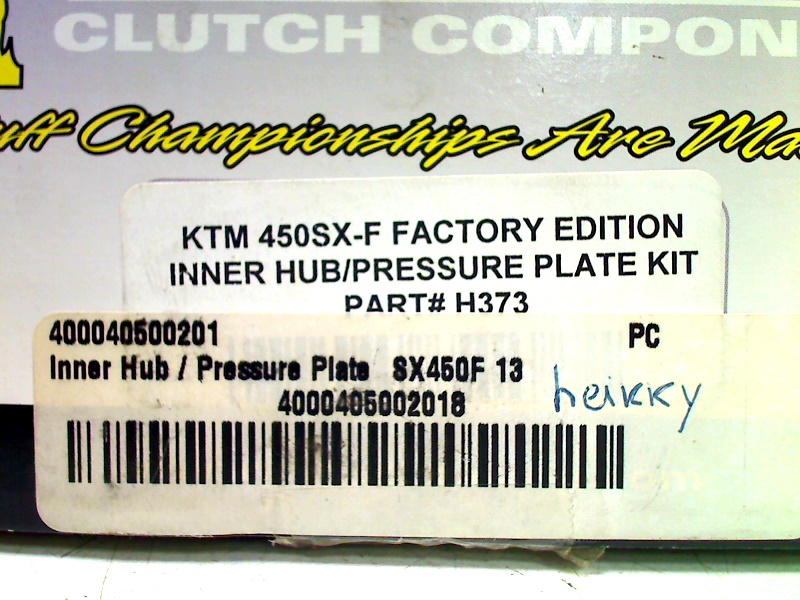 CLUTCH COMPON
uff Championships Are Ma
KTM 450SX-F FACTORY EDITION
INNER HUB/PRESSURE PLATE KIT
PART# H373
400040500201 PC
Inner Hub / Pressure Plate SX450F 13
4000405002018
heikky